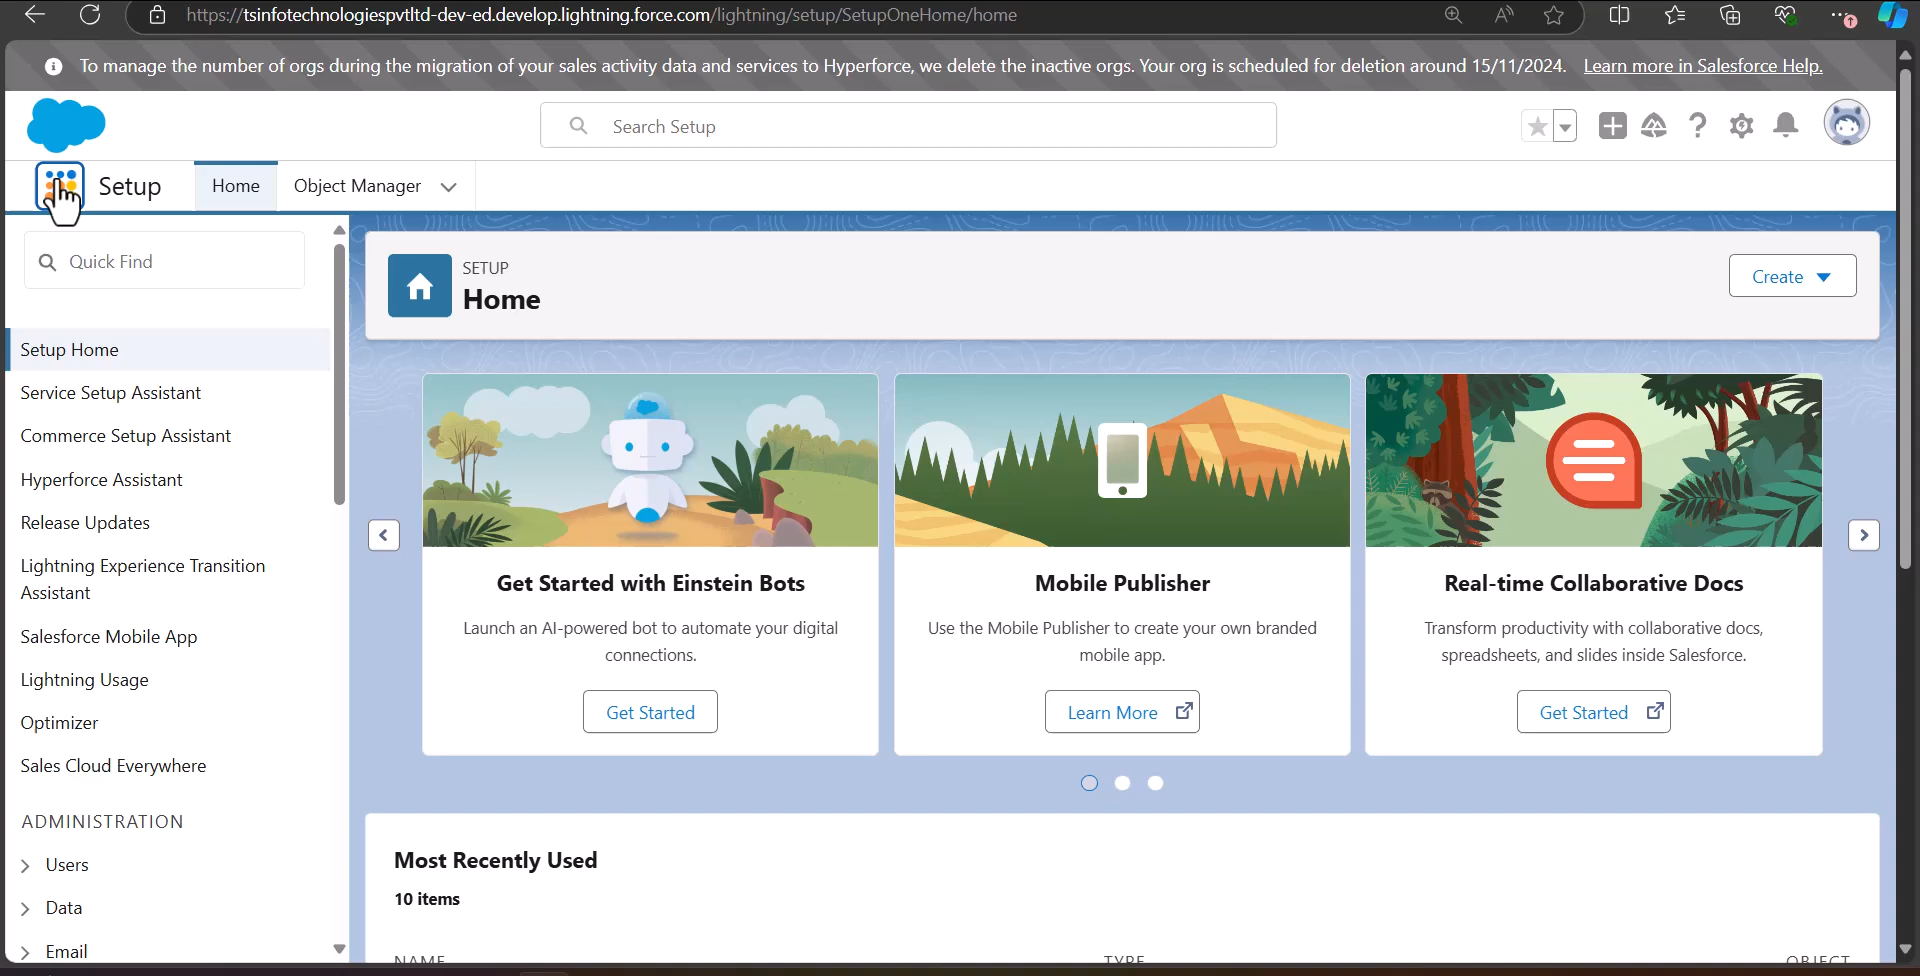 https://tsinfotechnologiespvtltd-dev-ed.develop.lightning.force.com/lightning/setup/SetupOneHome/home
To manage the number of orgs during the migration of your sales activity data and services to Hyperforce, we delete the inactive orgs. Your org is scheduled for deletion around 15/11/2024. Learn more in Salesforce Help.
Search Setup
Setup
Home
Object Manager
Quick Find
SETUP
Home
Create
Setup Home
Service Setup Assistant
Commerce Setup Assistant
Hyperforce Assistant
Release Updates
Lightning Experience Transition
Assistant
Salesforce Mobile App
Lightning Usage
Optimizer
Sales Cloud Everywhere
ADMINISTRATION
Users
Data
Email
Get Started with Einstein Bots
Launch an AI-powered bot to automate your digital
connections.
Get Started
Mobile Publisher
Use the Mobile Publisher to create your own branded
mobile app.
Learn More
Real-time Collaborative Docs
Transform productivity with collaborative docs,
spreadsheets, and slides inside Salesforce.
Get Started
Most Recently Used
10 items
NAME
TYPE
OBJECT